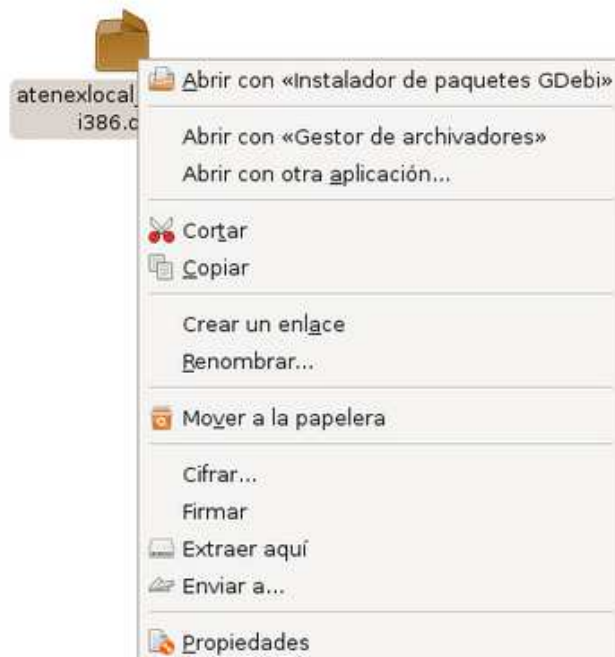 atenexlocal_
i386.d
Abrir con «Instalador de paquetes GDebi»
Abrir con «Gestor de archivadores»
Abrir con otra aplicación...
Cortar
Copiar
Crear un enlace
Renombrar...
Mover a la papelera
Cifrar...
Firmar
Extraer aquí
Enviar a...
Propiedades